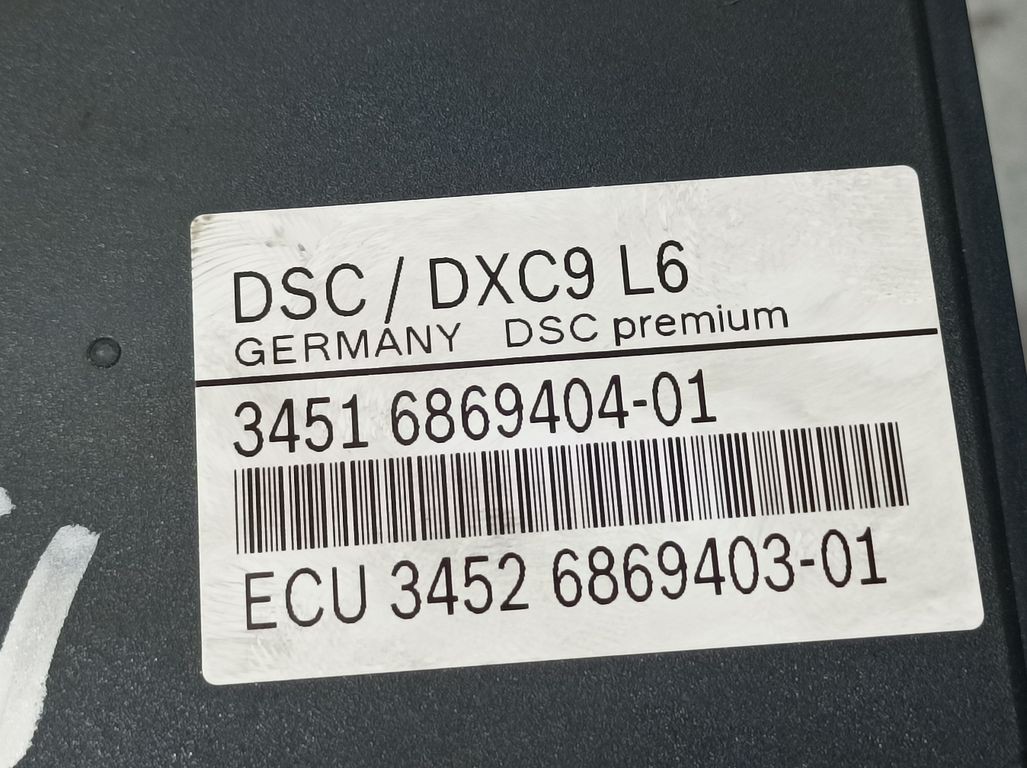 DSC / DXC9 L6
GERMANY DSC premium
3451 6869404-01
ECU 3452 6869403-01